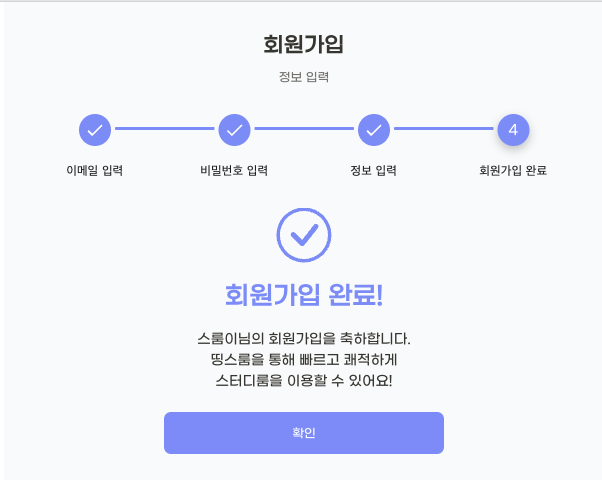 회원가입
정보 입력
4
이메일 입력 비밀번호 입력 정보 입력 회원가입 완료
회원가입 완료!
스룸이님의 회원가입을 축하합니다.
띵스룸을 통해 빠르고 쾌적하게
스터디룸을 이용할 수 있어요!
확인